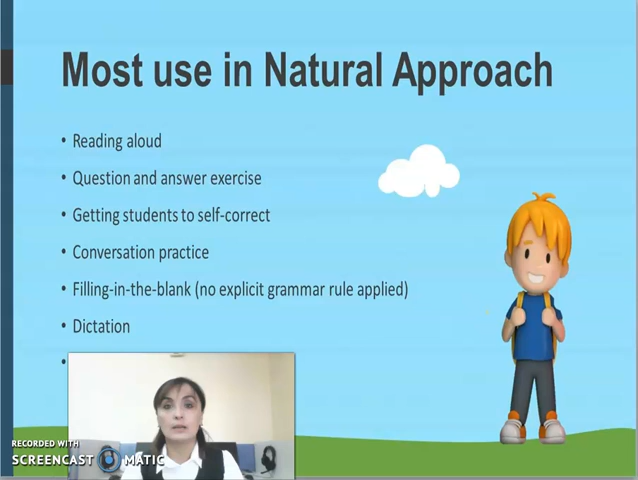 Most use in Natural Approach
• Reading aloud
• Question and answer exercise
• Getting students to self-correct
• Conversation practice
• Filling-in-the-blank (no explicit grammar rule applied)
• Dictation
•
RECORDED WITH
SCREENCAST MATIC